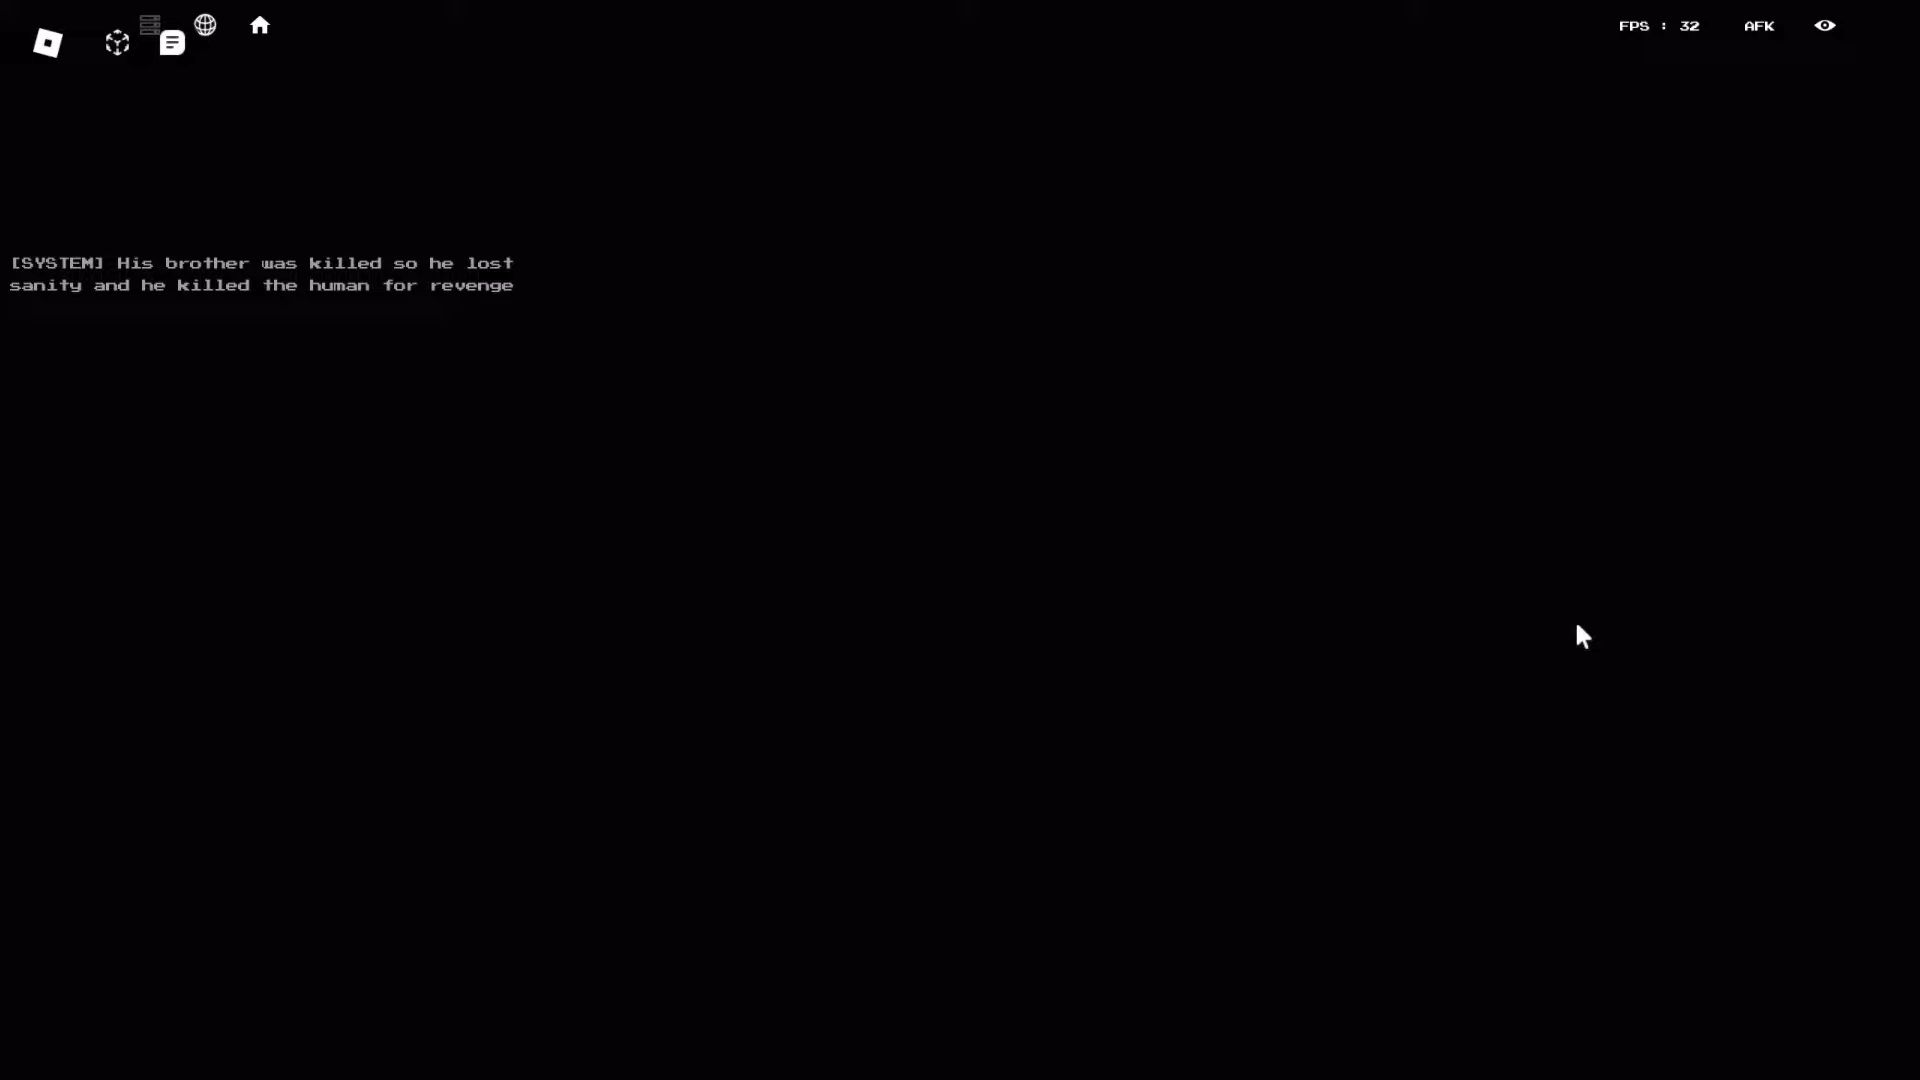 FPS : 32 AFK
[SYSTEM] His brother was killed so he lost
sanity and he killed the human for revenge